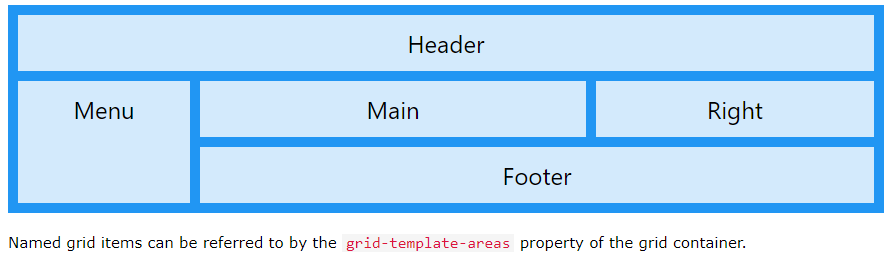 Header
Menu Main Right
Footer
Named grid items can be referred to by the grid-template-areas property of the grid container.